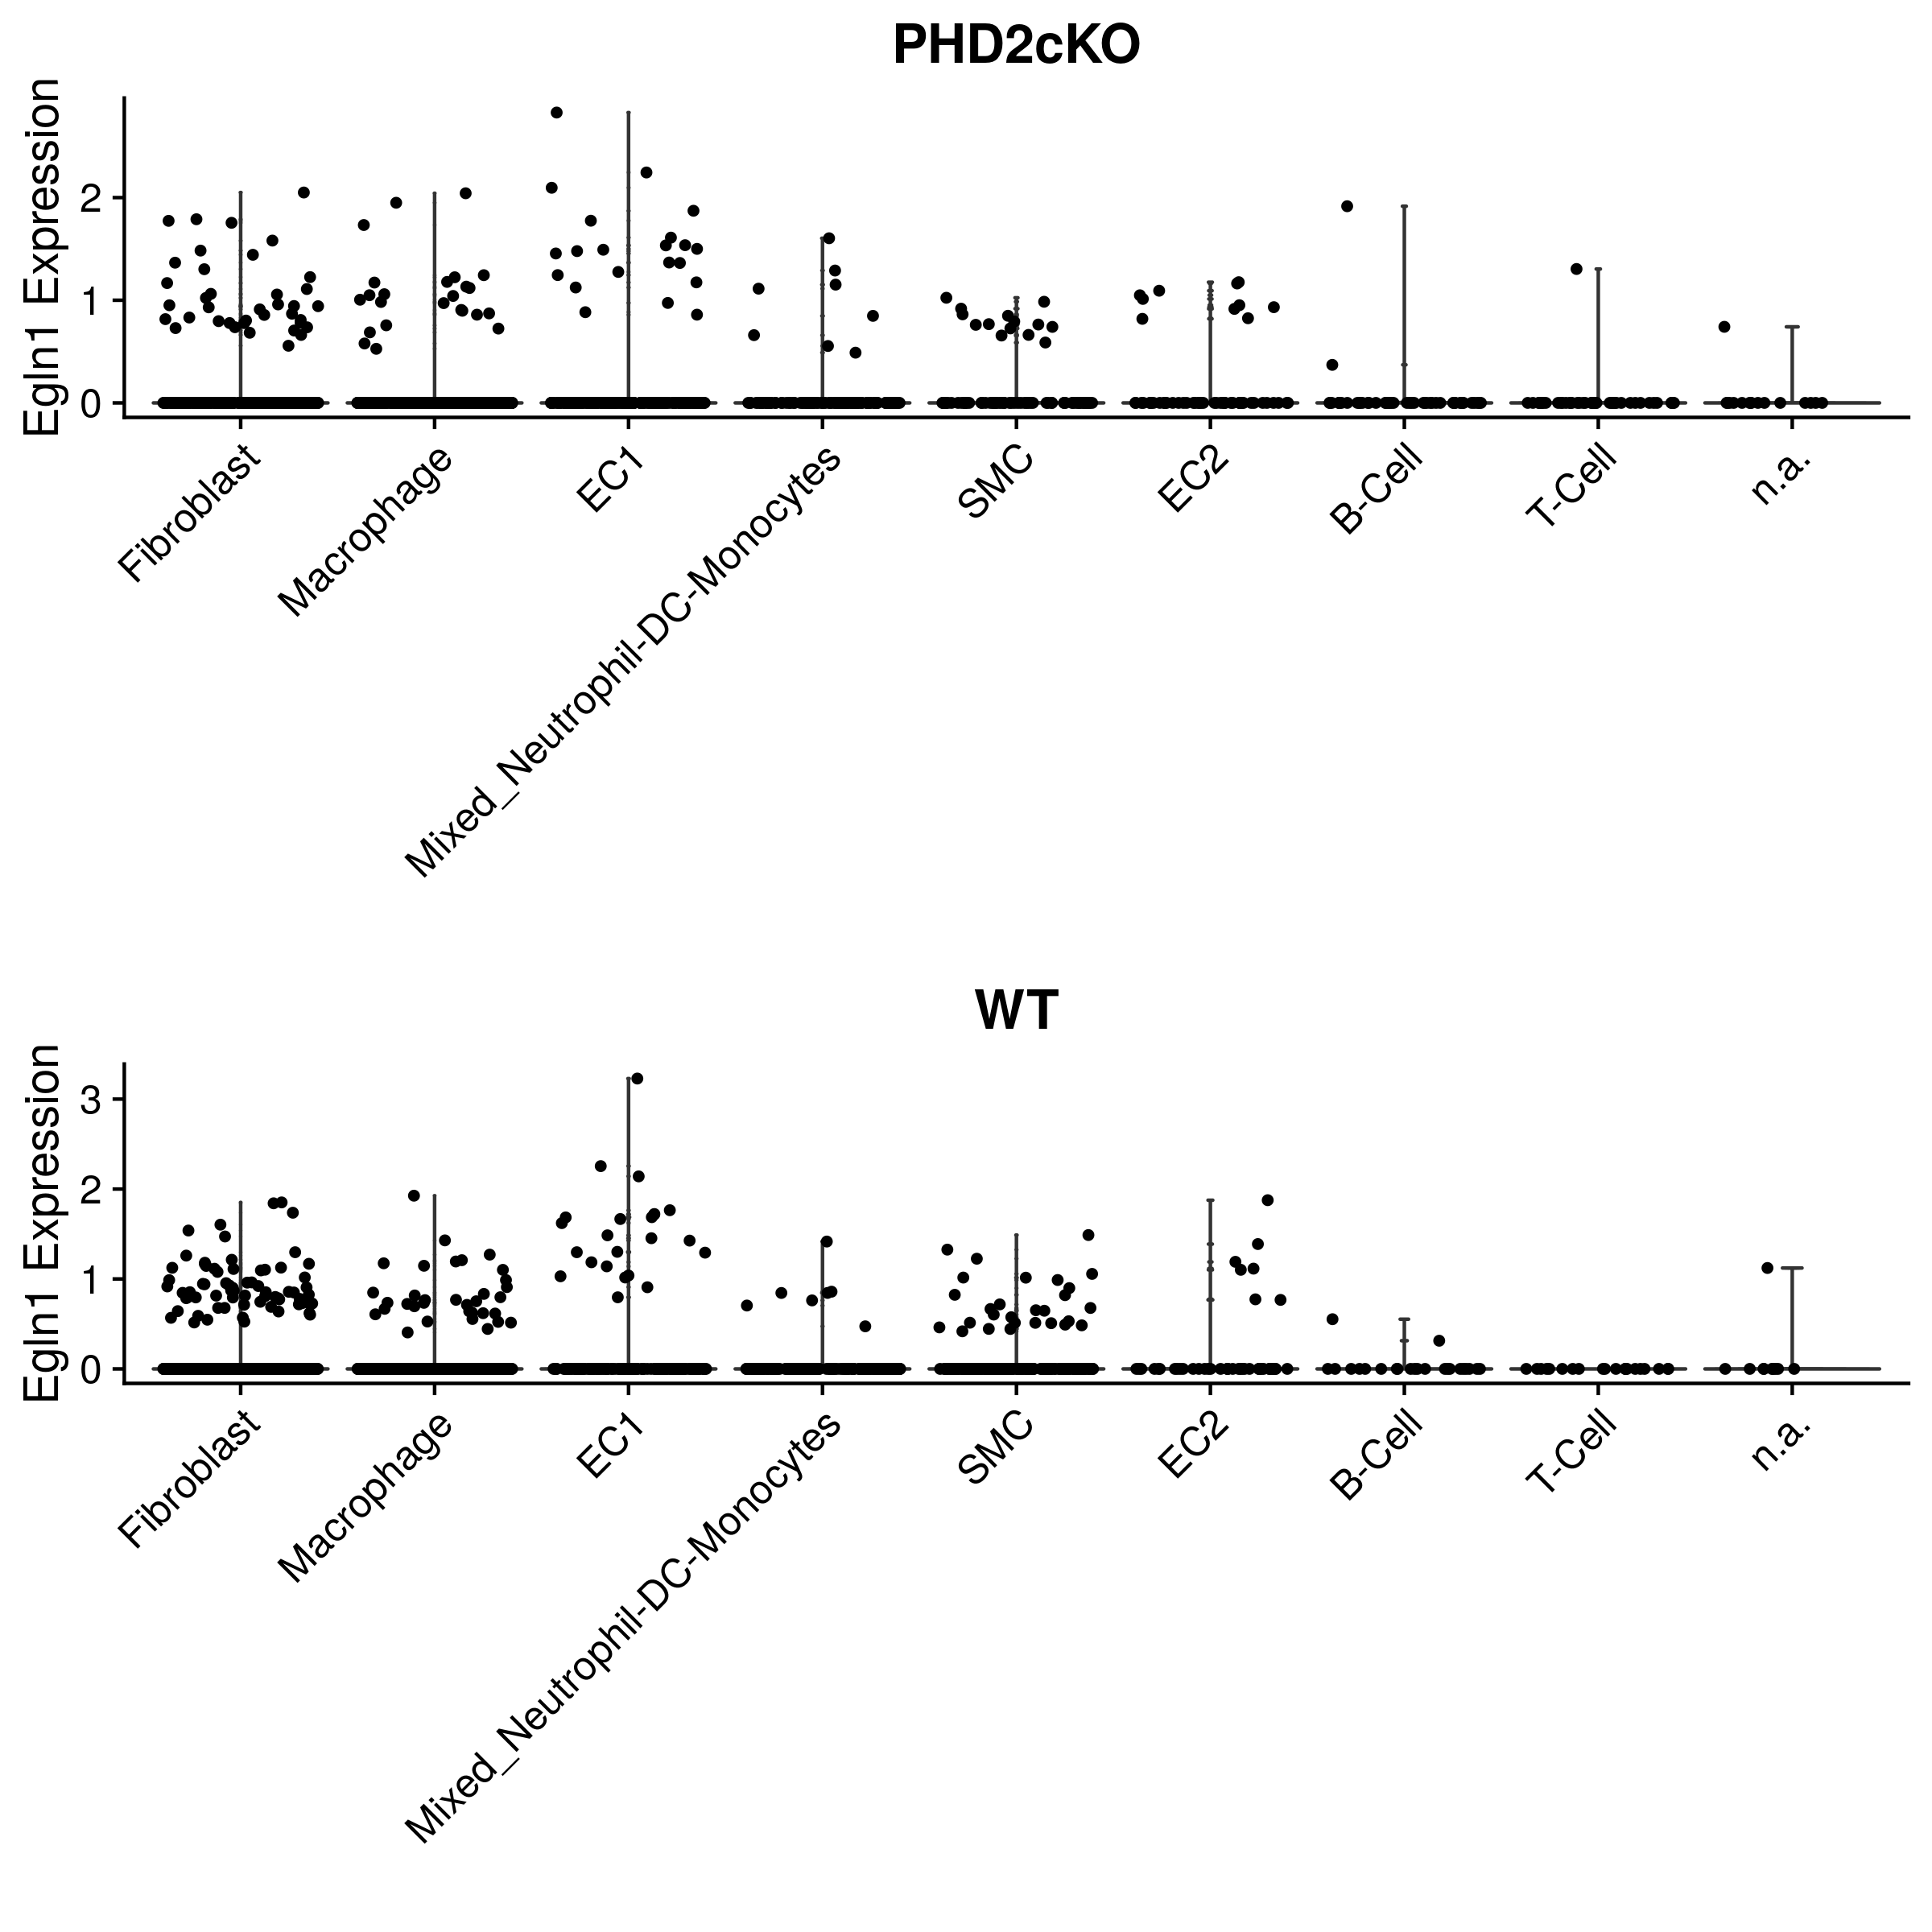 PHD2cKO
Egln1 Expression
2
1
0
Fibroblast
Macrophage
EC1
Mixed_Neutrophil-DC-Monocytes
SMC
EC2
B-Cell
T-Cell
n.a.
WT
Egln1 Expression
3
2
1
0
Fibroblast
Macrophage
EC1
Mixed_Neutrophil-DC-Monocytes
SMC
EC2
B-Cell
T-Cell
n.a.